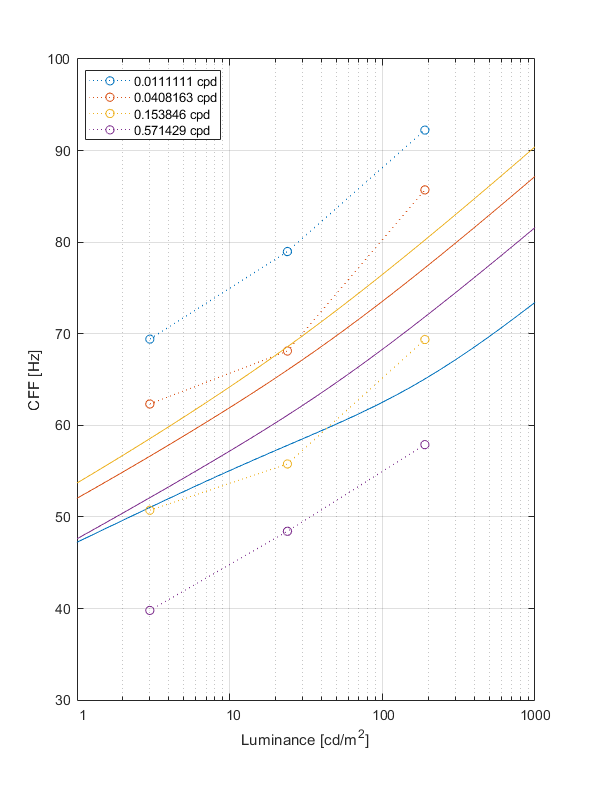 100
90
80
70
60
50
40
30
CFF [Hz]
0.0111111 cpd
0.0408163 cpd
0.153846 cpd
0.571429 cpd
1 10 100 1000
Luminance [cd/m²]